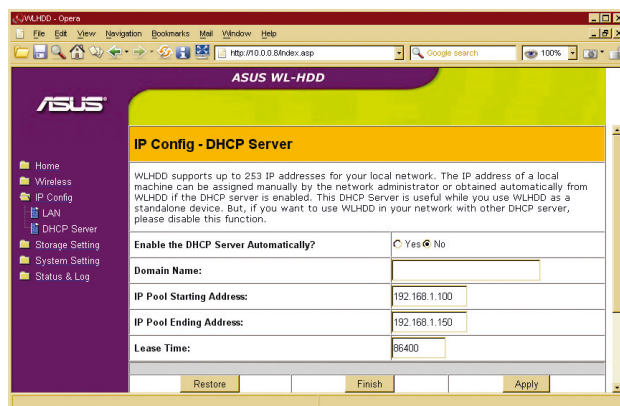 WLHDD - Opera
File Edit View Navigation Bookmarks Mail Window Help
http://10.0.0.8/index.asp
Google search
100%
ASUS WL-HDD
ASUS
IP Config - DHCP Server
Home
Wireless
IP Config
LAN
DHCP Server
Storage Setting
System Setting
Status & Log
WLHDD supports up to 253 IP addresses for your local network. The IP address of a local
machine can be assigned manually by the network administrator or obtained automatically from
WLHDD if the DHCP server is enabled. This DHCP Server is useful while you use WLHDD as a
standalone device. But, if you want to use WLHDD in your network with other DHCP server,
please disable this function.
Enable the DHCP Server Automatically? Yes No
Domain Name:
IP Pool Starting Address: 192.168.1.100
IP Pool Ending Address: 192.168.1.150
Lease Time: 86400
Restore Finish Apply